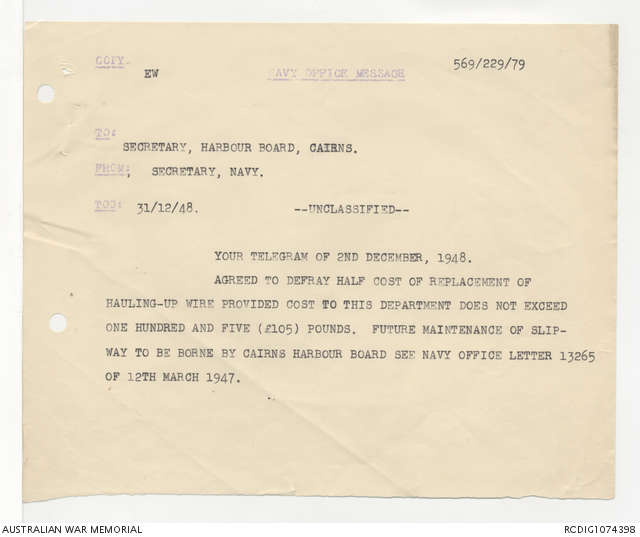 COPY.
EW
NAVY OFFICE MESSAGE
569/229/79
TO:
SECRETARY, HARBOUR BOARD, CAIRNS.
FROM:, SECRETARY, NAVY.
TOD: 31/12/48. --UNCLASSIFIED--
YOUR TELEGRAM OF 2ND DECEMBER, 1948.
AGREED TO DEFRAY HALF COST OF REPLACEMENT OF
HAULING-UP WIRE PROVIDED COST TO THIS DEPARTMENT DOES NOT EXCEED
ONE HUNDRED AND FIVE (£105) POUNDS. FUTURE MAINTENANCE OF SLIP-
WAY TO BE BORNE BY CAIRNS HARBOUR BOARD SEE NAVY OFFICE LETTER 13265
OF 12TH MARCH 1947.
AUSTRALIAN WAR MEMORIAL
RCDIG1074398